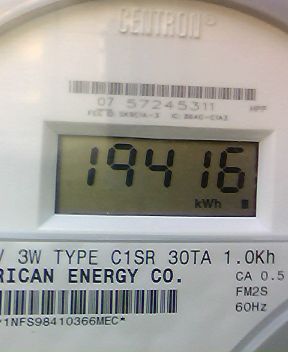 CENTRON®
07 57245311 HPF
19416
kWh
V 3W TYPE C1SR 30TA 1.0Kh
RICAN ENERGY CO. CA 0.5
FM2S
60Hz
*1NFS98410366MEC*